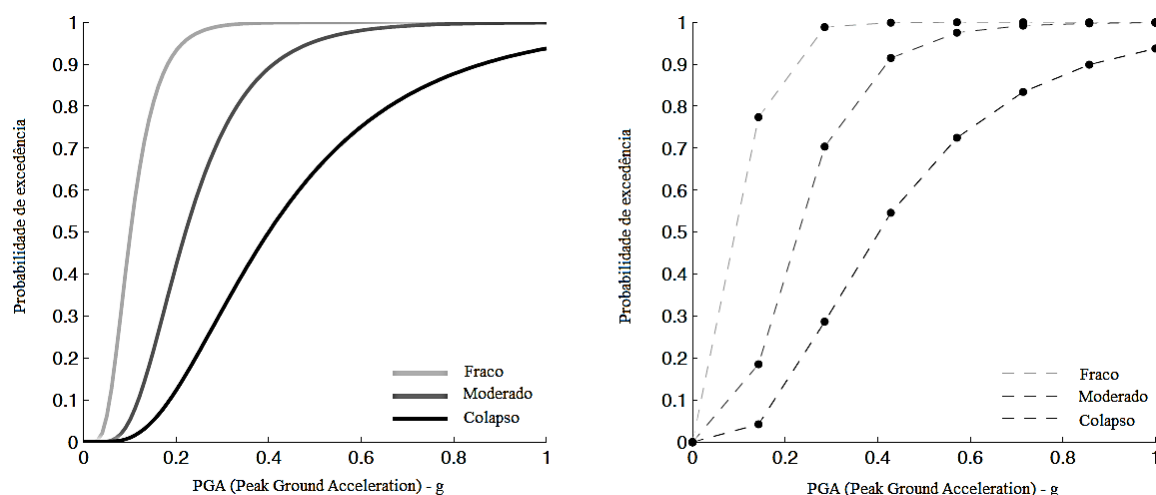 1
0.9
0.8
0.7
0.6
0.5
0.4
0.3
0.2
0.1
0
Probabilidade de excedência
Fraco
Moderado
Colapso
0 0.2 0.4 0.6 0.8 1
PGA (Peak Ground Acceleration) - g
1
0.9
0.8
0.7
0.6
0.5
0.4
0.3
0.2
0.1
0
Probabilidade de excedência
Fraco
Moderado
Colapso
0 0.2 0.4 0.6 0.8 1
PGA (Peak Ground Acceleration) - g